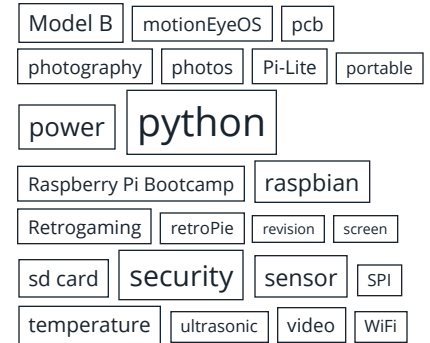 Model B motionEyeOS pcb
photography photos Pi-Lite portable
power python
Raspberry Pi Bootcamp raspbian
Retrogaming retroPie revision screen
sd card security sensor SPI
temperature ultrasonic video WiFi